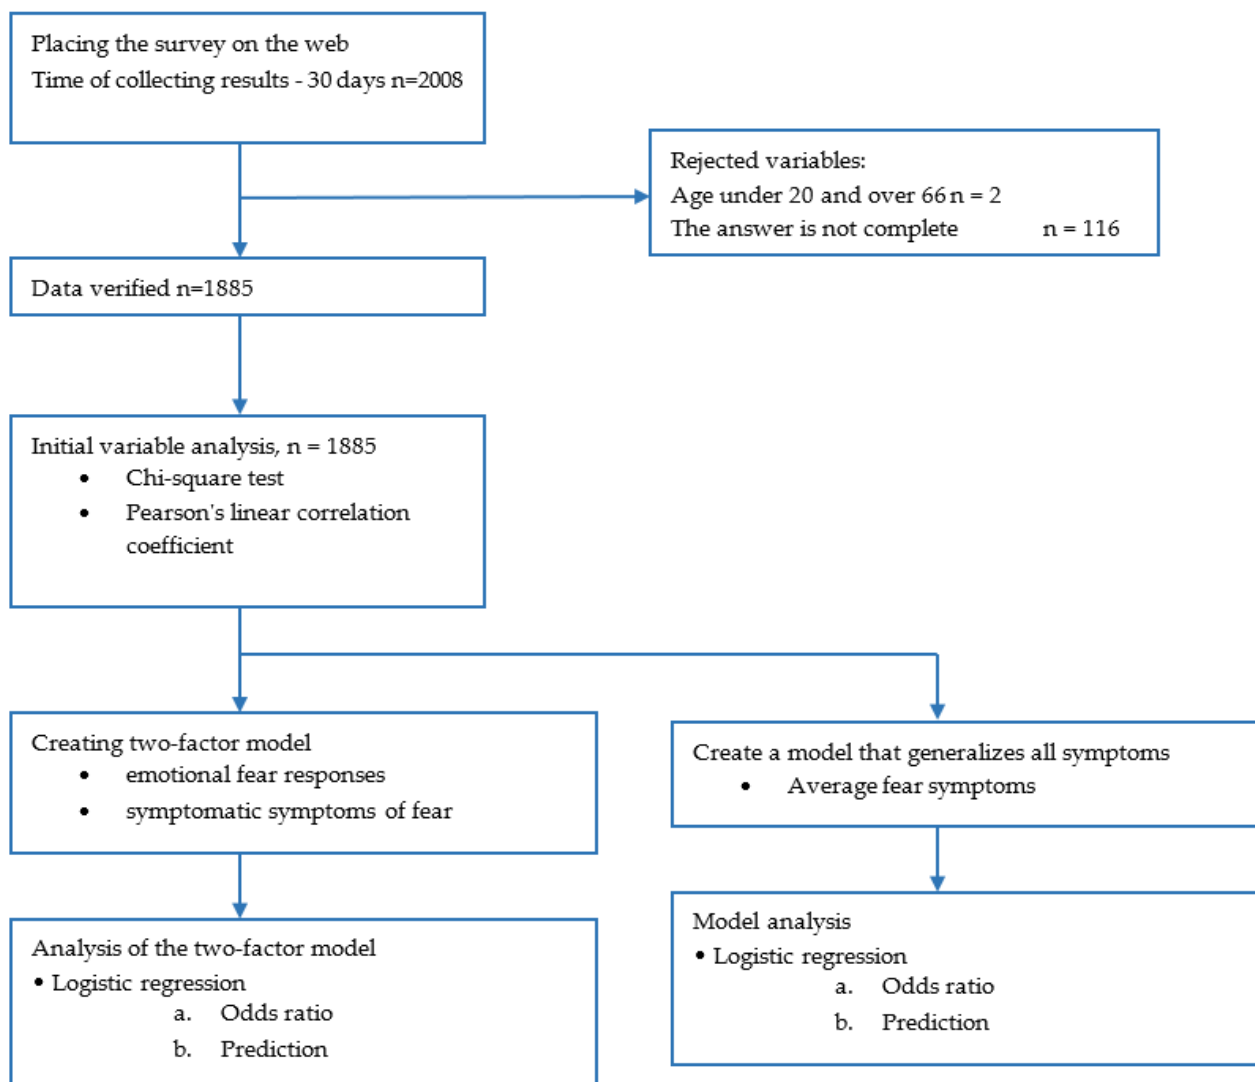 Placing the survey on the web
Time of collecting results - 30 days n=2008
Rejected variables:
Age under 20 and over 66 n = 2
The answer is not complete n = 116
Data verified n=1885
Initial variable analysis, n = 1885
• Chi-square test
• Pearson's linear correlation
coefficient
Creating two-factor model
• emotional fear responses
• symptomatic symptoms of fear
Create a model that generalizes all symptoms
• Average fear symptoms
Analysis of the two-factor model
• Logistic regression
a. Odds ratio
b. Prediction
Model analysis
• Logistic regression
a. Odds ratio
b. Prediction